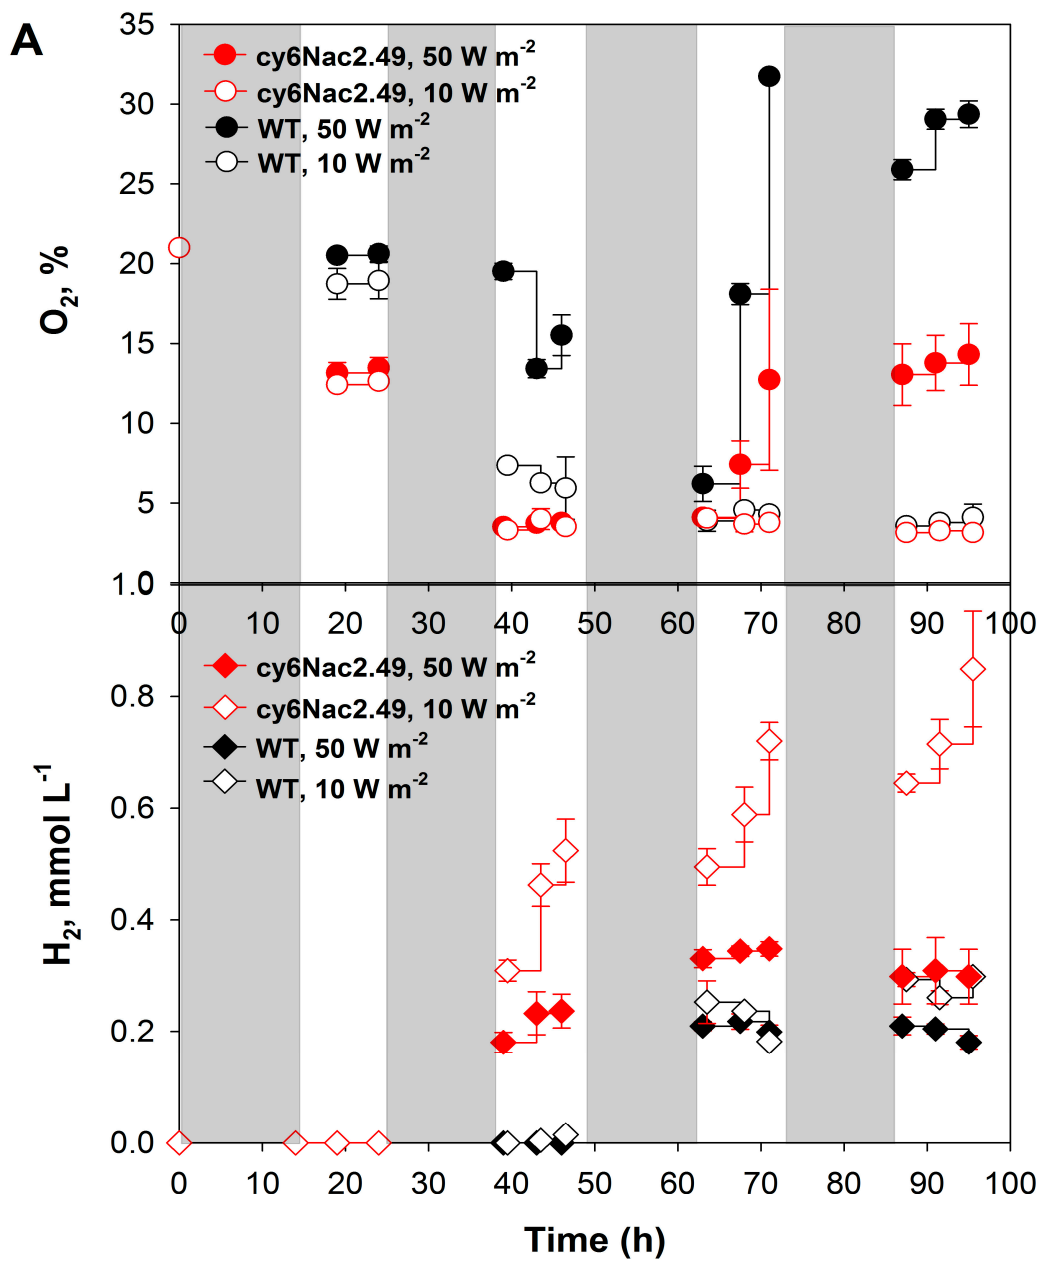 A
35
30
25
20
15
10
5
0
O2, %
cy6Nac2.49, 50 W m-2
cy6Nac2.49, 10 W m-2
WT, 50 W m-2
WT, 10 W m-2
1.0
0 10 20 30 40 50 60 70 80 90 100
0.8
0.6
0.4
0.2
0.0
H2, mmol L-1
cy6Nac2.49, 50 W m-2
cy6Nac2.49, 10 W m-2
WT, 50 W m-2
WT, 10 W m-2
0 10 20 30 40 50 60 70 80 90 100
Time (h)